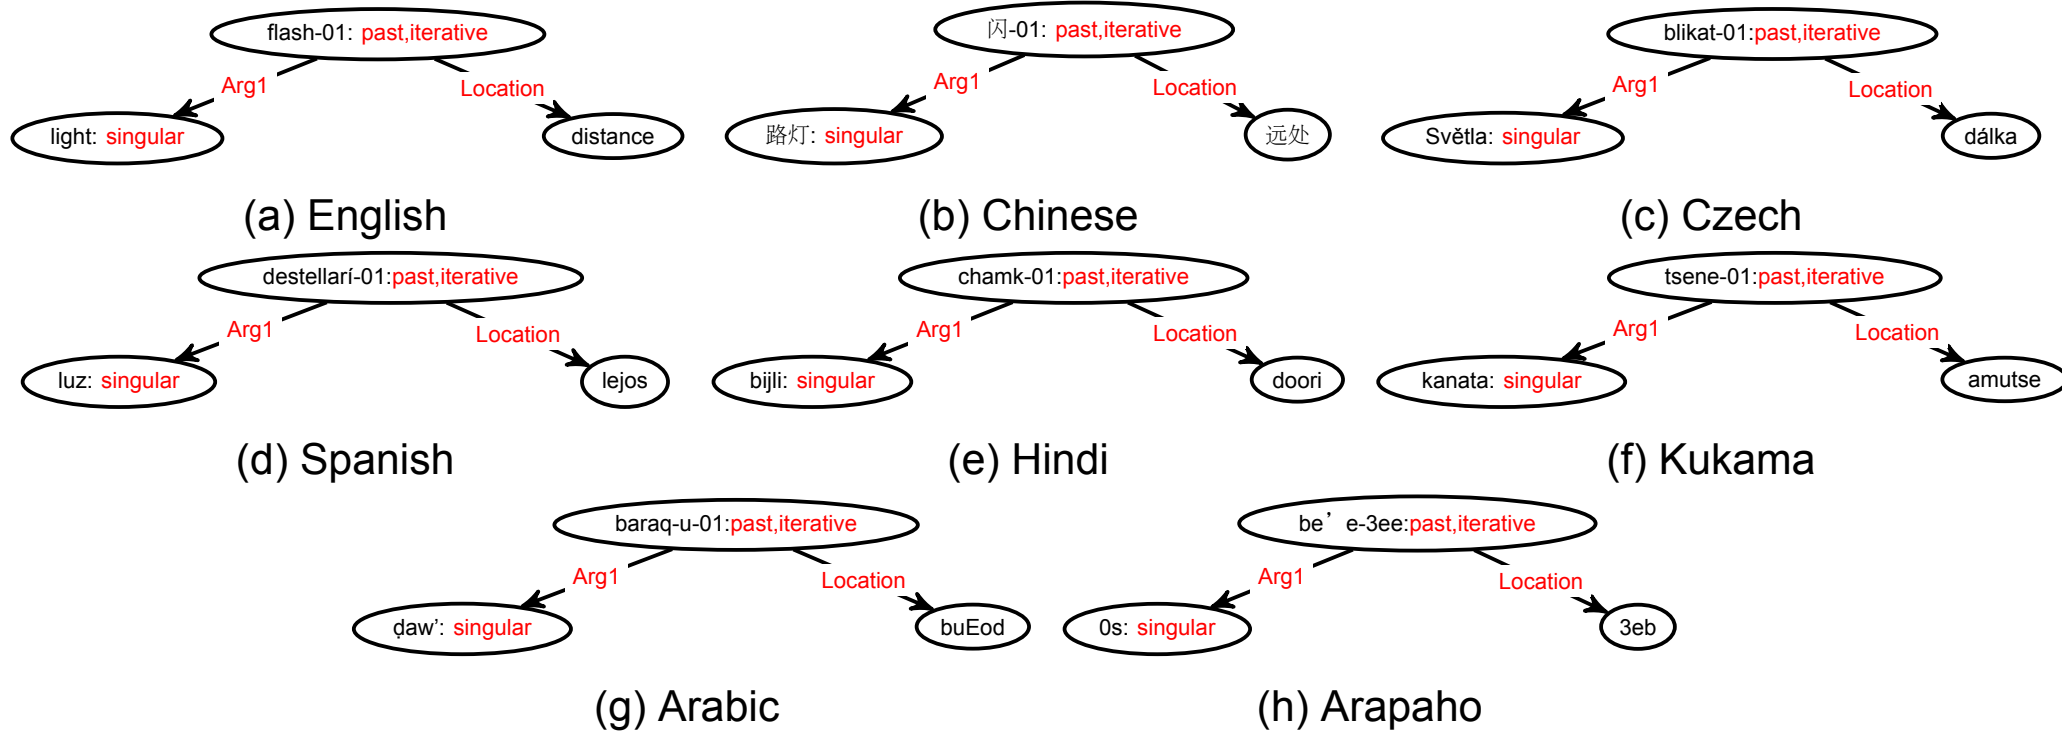 flash-01: past,iterative
Arg1
Location
light: singular
distance
(a) English
闪-01: past,iterative
Arg1
Location
路灯: singular
远处
(b) Chinese
blikat-01:past,iterative
Arg1
Location
Světla: singular
dálka
(c) Czech
destellarí-01:past,iterative
Arg1
Location
luz: singular
lejos
(d) Spanish
chamk-01:past,iterative
Arg1
Location
bijli: singular
doori
(e) Hindi
tsene-01:past,iterative
Arg1
Location
kanata: singular
amutse
(f) Kukama
baraq-u-01:past,iterative
Arg1
Location
ḍaw’: singular
buEod
(g) Arabic
be’e-3ee:past,iterative
Arg1
Location
0s: singular
3eb
(h) Arapaho